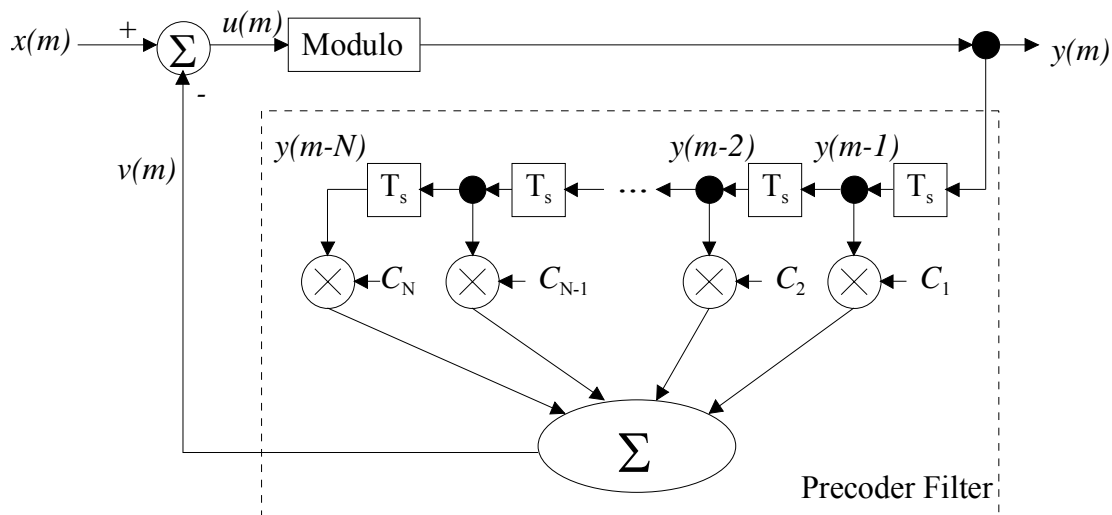 x(m) + Σ u(m) Modulo y(m)
-
v(m)
y(m-N) y(m-2) y(m-1)
Ts Ts ... Ts Ts
CN CN-1 C2 C1
Σ
Precoder Filter